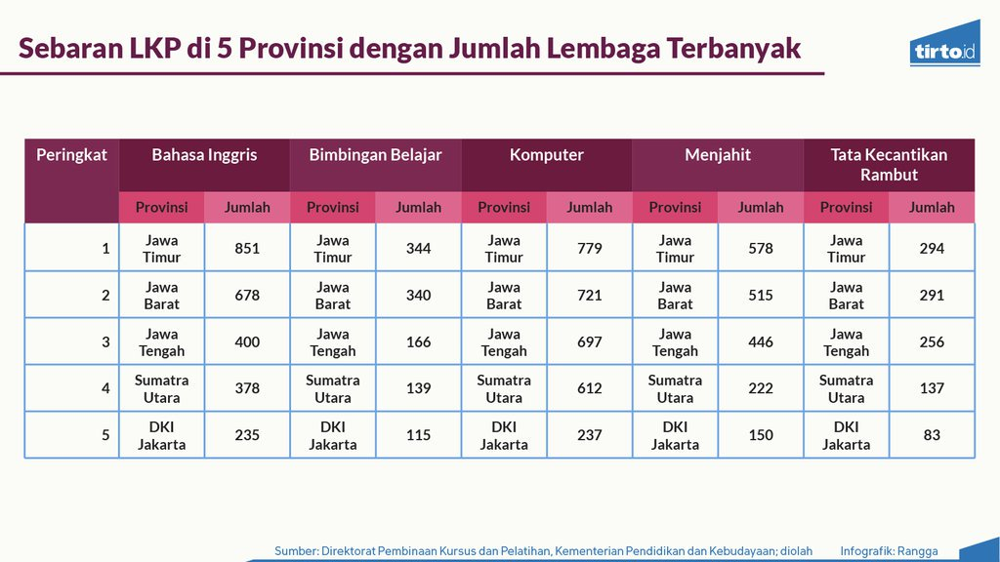 Sebaran LKP di 5 Provinsi dengan Jumlah Lembaga Terbanyak
tirto.id
Peringkat Bahasa Inggris Bimbingan Belajar Komputer Menjahit Tata Kecantikan
Rambut
Provinsi Jumlah Provinsi Jumlah Provinsi Jumlah Provinsi Jumlah Provinsi Jumlah
1 Jawa Timur 851 Jawa Timur 344 Jawa Timur 779 Jawa Timur 578 Jawa Timur 294
2 Jawa Barat 678 Jawa Barat 340 Jawa Barat 721 Jawa Barat 515 Jawa Barat 291
3 Jawa Tengah 400 Jawa Tengah 166 Jawa Tengah 697 Jawa Tengah 446 Jawa Tengah 256
4 Sumatra Utara 378 Sumatra Utara 139 Sumatra Utara 612 Sumatra Utara 222 Sumatra Utara 137
5 DKI Jakarta 235 DKI Jakarta 115 DKI Jakarta 237 DKI Jakarta 150 DKI Jakarta 83
Sumber: Direktorat Pembinaan Kursus dan Pelatihan, Kementerian Pendidikan dan Kebudayaan; diolah Infografik: Rangga